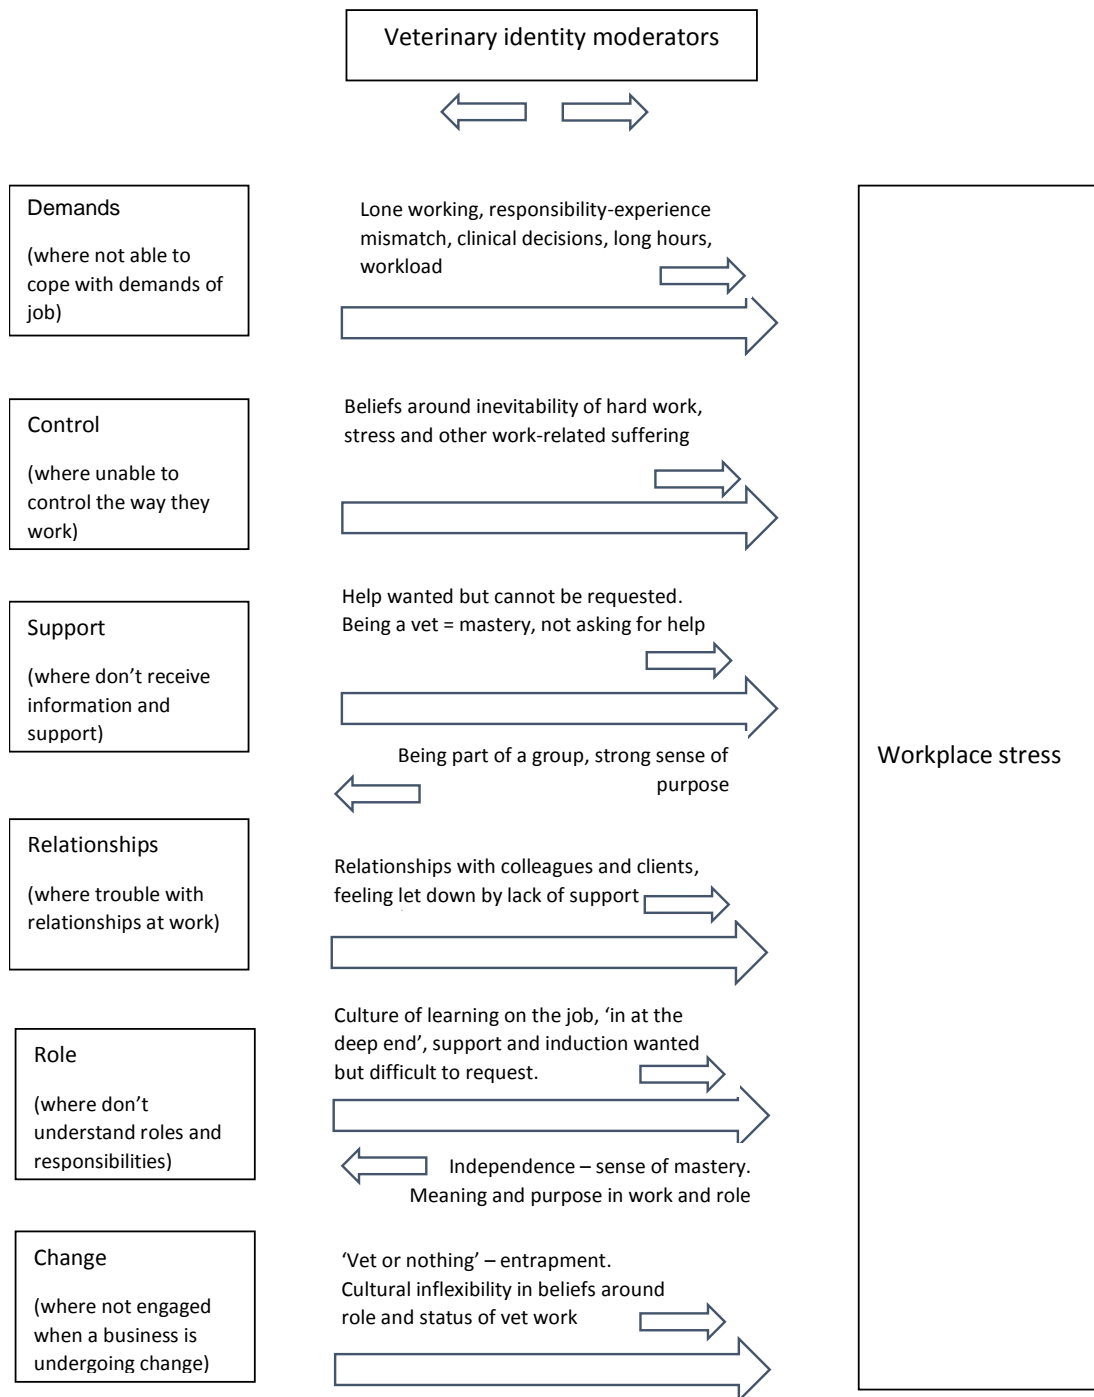 Veterinary identity moderators
Demands
(where not able to
cope with demands of
job)
Lone working, responsibility-experience
mismatch, clinical decisions, long hours,
workload
Control
(where unable to
control the way they
work)
Beliefs around inevitability of hard work,
stress and other work-related suffering
Support
(where don’t receive
information and
support)
Help wanted but cannot be requested.
Being a vet = mastery, not asking for help
Being part of a group, strong sense of
purpose
Workplace stress
Relationships
(where trouble with
relationships at work)
Relationships with colleagues and clients,
feeling let down by lack of support
Role
(where don’t
understand roles and
responsibilities)
Culture of learning on the job, ‘in at the
deep end’, support and induction wanted
but difficult to request.
Independence – sense of mastery.
Meaning and purpose in work and role
Change
(where not engaged
when a business is
undergoing change)
‘Vet or nothing’ – entrapment.
Cultural inflexibility in beliefs around
role and status of vet work